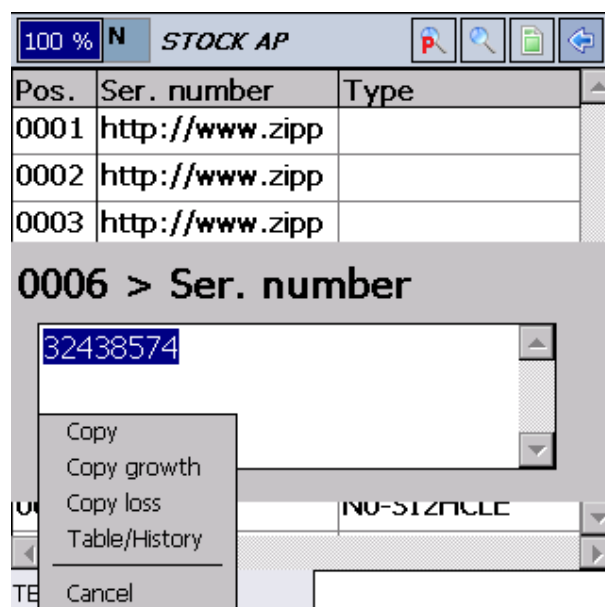 100 % N STOCK AP P
Pos. Ser. number Type
0001 http://www.zipp
0002 http://www.zipp
0003 http://www.zipp
0006 > Ser. number
32438574
Copy
Copy growth
Copy loss
Table/History
Cancel